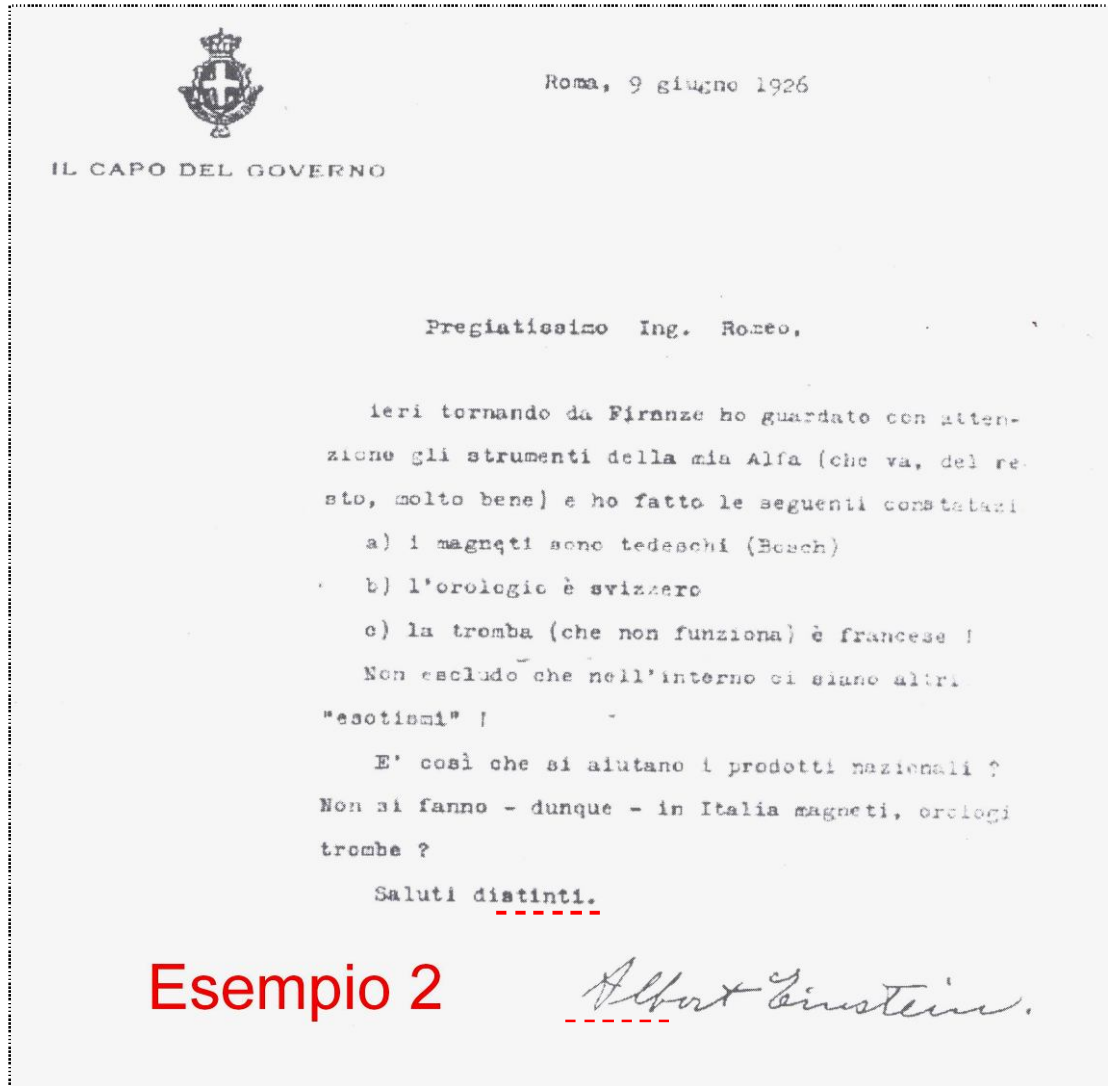 Roma, 9 giugno 1926
IL CAPO DEL GOVERNO
Pregiatissimo Ing. Romeo,
ieri tornando da Firenze ho guardato con atten-
zione gli strumenti della mia Alfa (che va, del re-
sto, molto bene) e ho fatto le seguenti constatazi
a) i magneti sono tedeschi (Bosch)
b) l'orologio è svizzero
c) la tromba (che non funziona) è francese !
Non escludo che nell'interno ci siano altri
"esotismi" !
E' così che si aiutano i prodotti nazionali ?
Non si fanno - dunque - in Italia magneti, orologi
trombe ?
Saluti distinti.
Esempio 2
Albert Einstein.